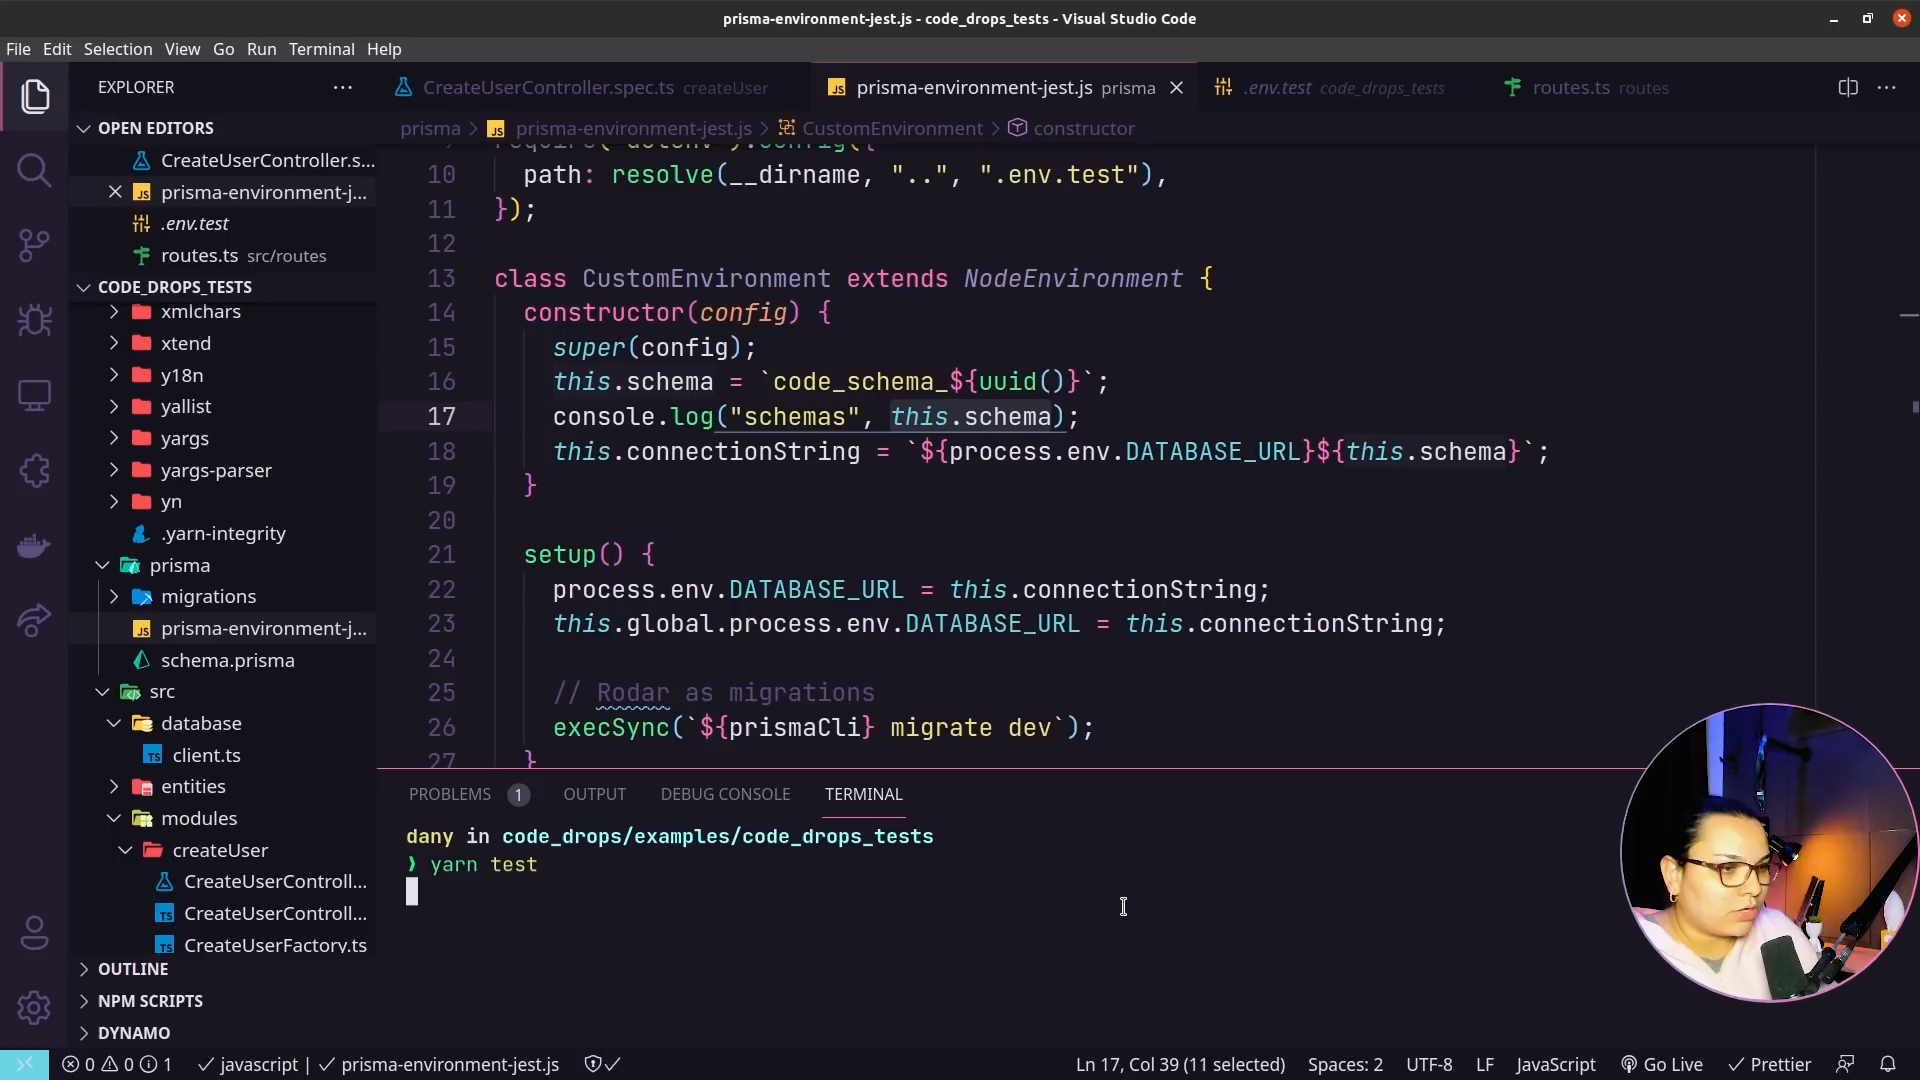 prisma-environment-jest.js - code_drops_tests - Visual Studio Code
File Edit Selection View Go Run Terminal Help
EXPLORER
OPEN EDITORS
CreateUserController.s...
prisma-environment-j...
.env.test
routes.ts src/routes
CODE_DROPS_TESTS
xmlchars
xtend
y18n
yallist
yargs
yargs-parser
yn
.yarn-integrity
prisma
migrations
prisma-environment-j...
schema.prisma
src
database
client.ts
entities
modules
createUser
CreateUserControll...
CreateUserControll...
CreateUserFactory.ts
OUTLINE
NPM SCRIPTS
DYNAMO
CreateUserController.spec.ts createUser
prisma-environment-jest.js prisma
.env.test code_drops_tests
routes.ts routes
prisma > prisma-environment-jest.js > CustomEnvironment > constructor
10 path: resolve(__dirname, "..", ".env.test"),
11 });
12
13 class CustomEnvironment extends NodeEnvironment {
14 constructor(config) {
15 super(config);
16 this.schema = `code_schema_${uuid()}`;
17 console.log("schemas", this.schema);
18 this.connectionString = `${process.env.DATABASE_URL}${this.schema}`;
19 }
20
21 setup() {
22 process.env.DATABASE_URL = this.connectionString;
23 this.global.process.env.DATABASE_URL = this.connectionString;
24
25 // Rodar as migrations
26 execSync(`${prismaCli} migrate dev`);
27 }
PROBLEMS 1 OUTPUT DEBUG CONSOLE TERMINAL
dany in code_drops/examples/code_drops_tests
❯ yarn test
0 0 1 javascript | prisma-environment-jest.js
Ln 17, Col 39 (11 selected) Spaces: 2 UTF-8 LF JavaScript Go Live Prettier